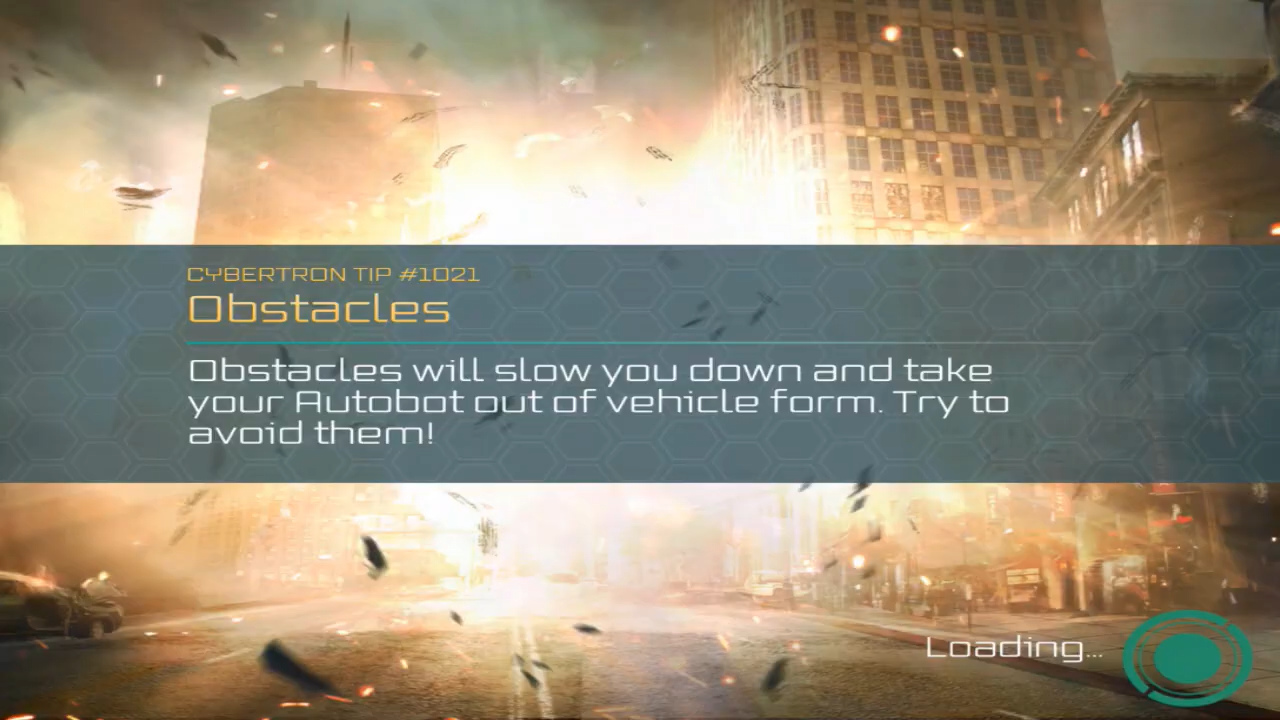 CYBERTRON TIP #1021
Obstacles
Obstacles will slow you down and take
your Autobot out of vehicle form. Try to
avoid them!
Loading...